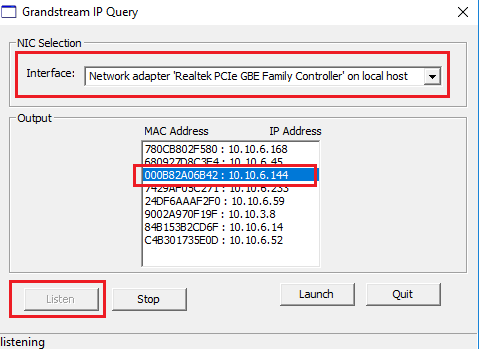 Grandstream IP Query
NIC Selection
Interface: Network adapter 'Realtek PCIe GBE Family Controller' on local host
Output
MAC Address IP Address
780CB802F580 : 10.10.6.168
680927D8C3E4 : 10.10.6.45
000B82A06B42 : 10.10.6.144
7429AF05C271 : 10.10.6.233
24DF6AAAF2F0 : 10.10.6.59
9002A970F19F : 10.10.3.8
84B153B2CD6F : 10.10.6.14
C4B301735E0D : 10.10.6.52
Listen Stop Launch Quit
listening